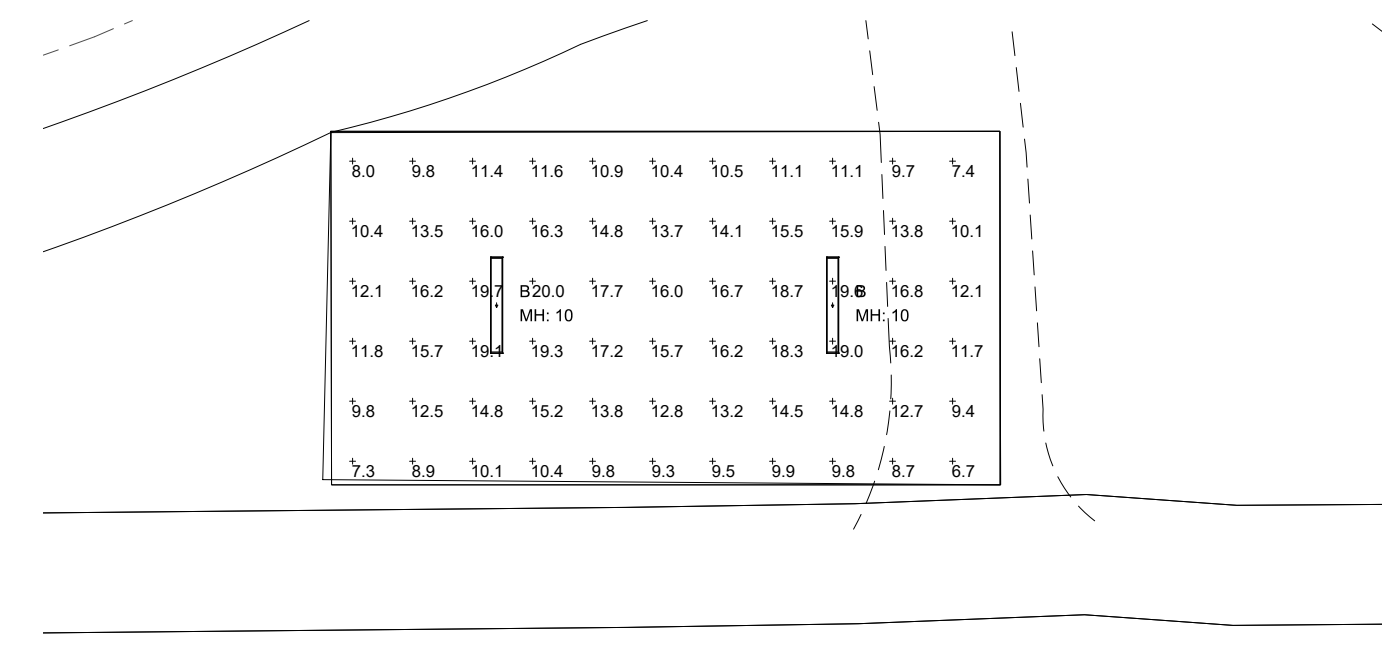 8.0 9.8 11.4 11.6 10.9 10.4 10.5 11.1 11.1 9.7 7.4
10.4 13.5 16.0 16.3 14.8 13.7 14.1 15.5 15.9 13.8 10.1
12.1 16.2 19.7 B 20.0 17.7 16.0 16.7 18.7 19.6 B 16.8 12.1
MH: 10 MH: 10
11.8 15.7 19.1 19.3 17.2 15.7 16.2 18.3 19.0 16.2 11.7
9.8 12.5 14.8 15.2 13.8 12.8 13.2 14.5 14.8 12.7 9.4
7.3 8.9 10.1 10.4 9.8 9.3 9.5 9.9 9.8 8.7 6.7